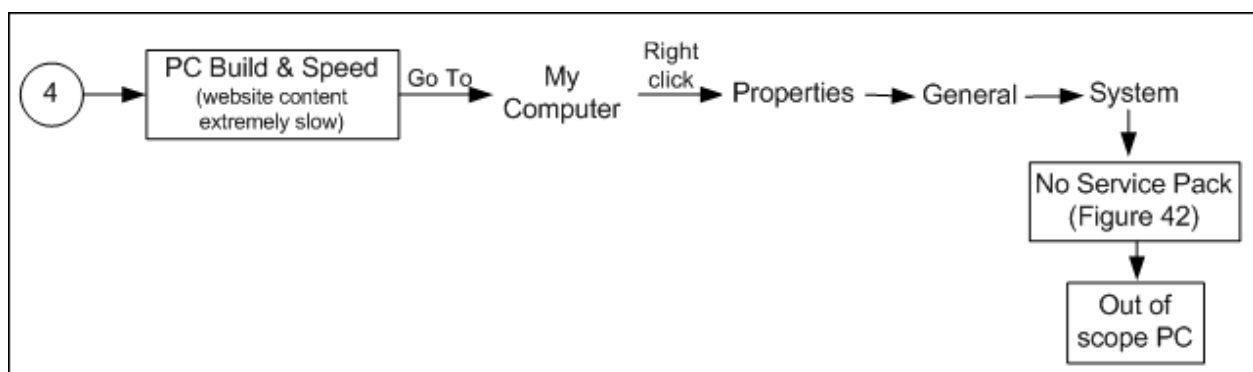 4
PC Build & Speed
(website content
extremely slow)
Go To
My
Computer
Right
click
Properties
General
System
No Service Pack
(Figure 42)
Out of
scope PC